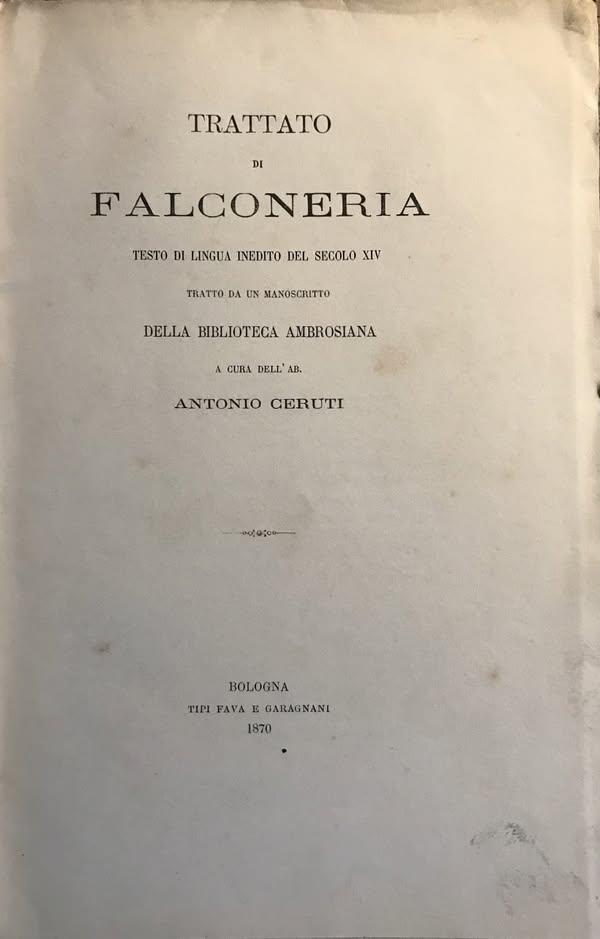 TRATTATO
DI
FALCONERIA
TESTO DI LINGUA INEDITO DEL SECOLO XIV
TRATTO DA UN MANOSCRITTO
DELLA BIBLIOTECA AMBROSIANA
A CURA DELL' AB.
ANTONIO CERUTI
BOLOGNA
TIPI FAVA E GARAGNANI
1870